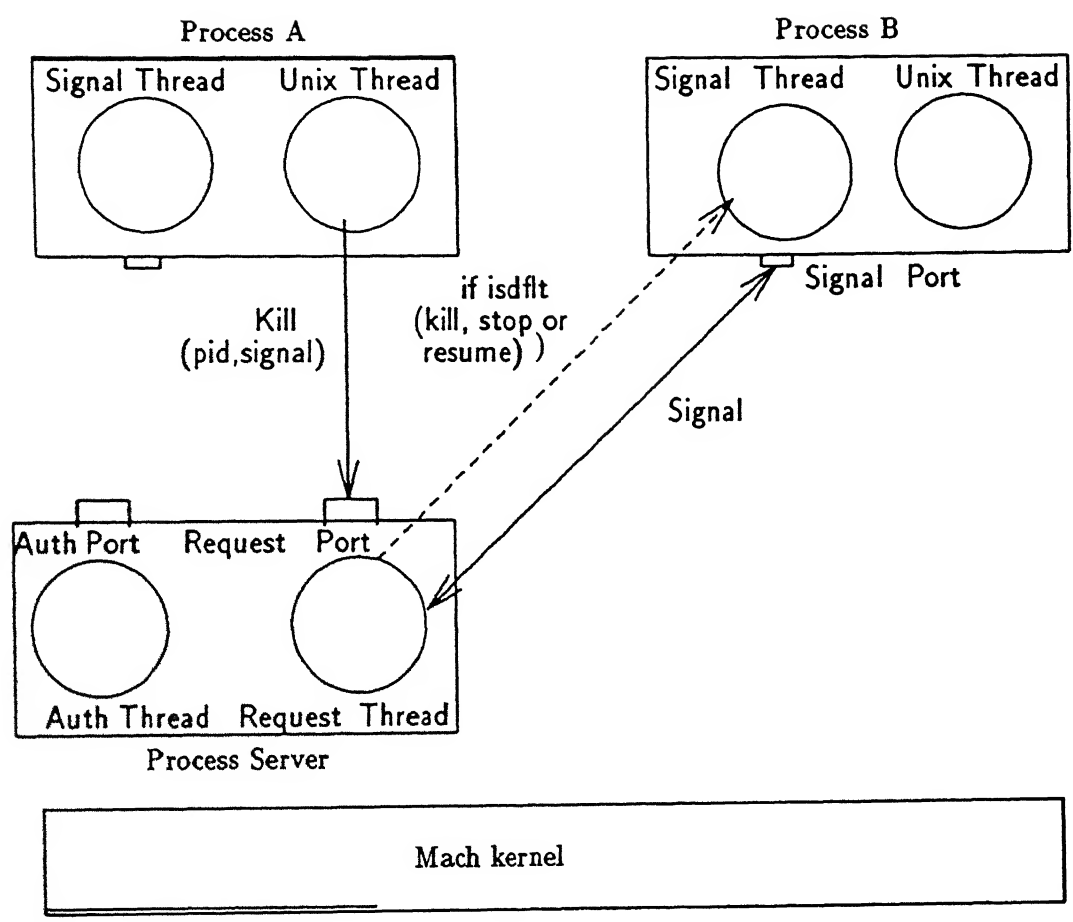 Process A
Process B
Signal Thread
Unix Thread
Signal Thread
Unix Thread
Signal Port
if isdflt
(kill, stop or
resume) )
Kill
(pid,signal)
Signal
Auth Port
Request Port
Auth Thread
Request Thread
Process Server
Mach kernel